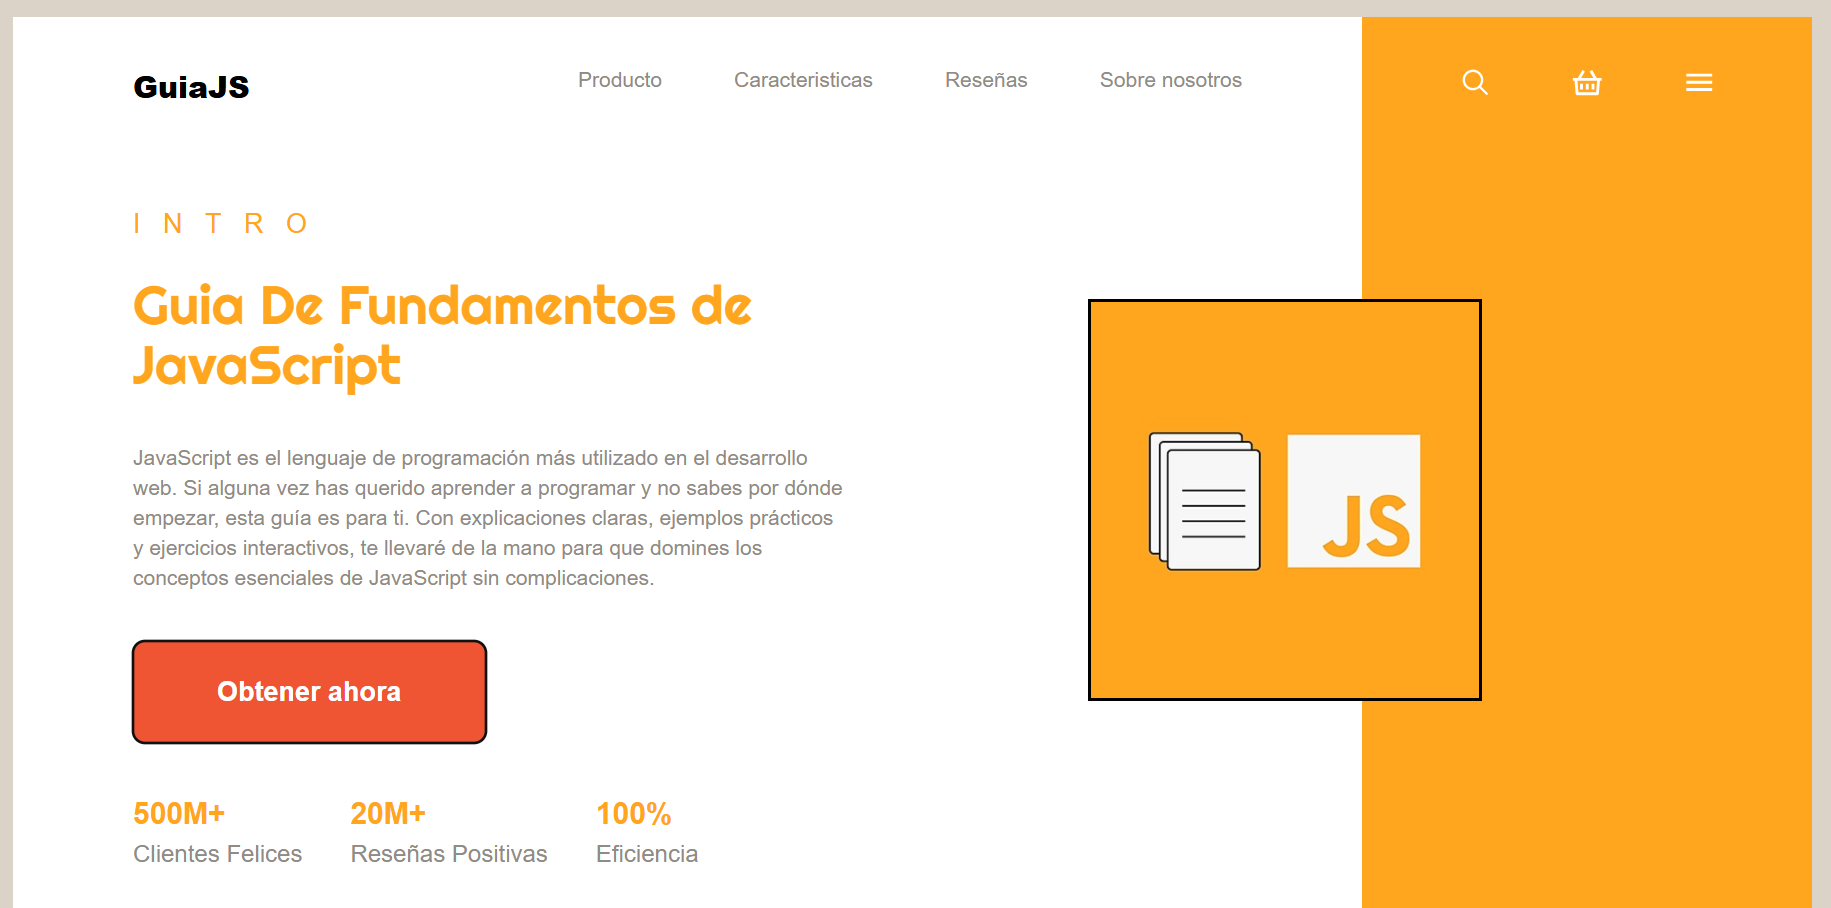 GuiaJS
Producto
Caracteristicas
Reseñas
Sobre nosotros
INTRO
Guia De Fundamentos de
JavaScript
JavaScript es el lenguaje de programación más utilizado en el desarrollo
web. Si alguna vez has querido aprender a programar y no sabes por dónde
empezar, esta guía es para ti. Con explicaciones claras, ejemplos prácticos
y ejercicios interactivos, te llevaré de la mano para que domines los
conceptos esenciales de JavaScript sin complicaciones.
JS
Obtener ahora
500M+
Clientes Felices
20M+
Reseñas Positivas
100%
Eficiencia